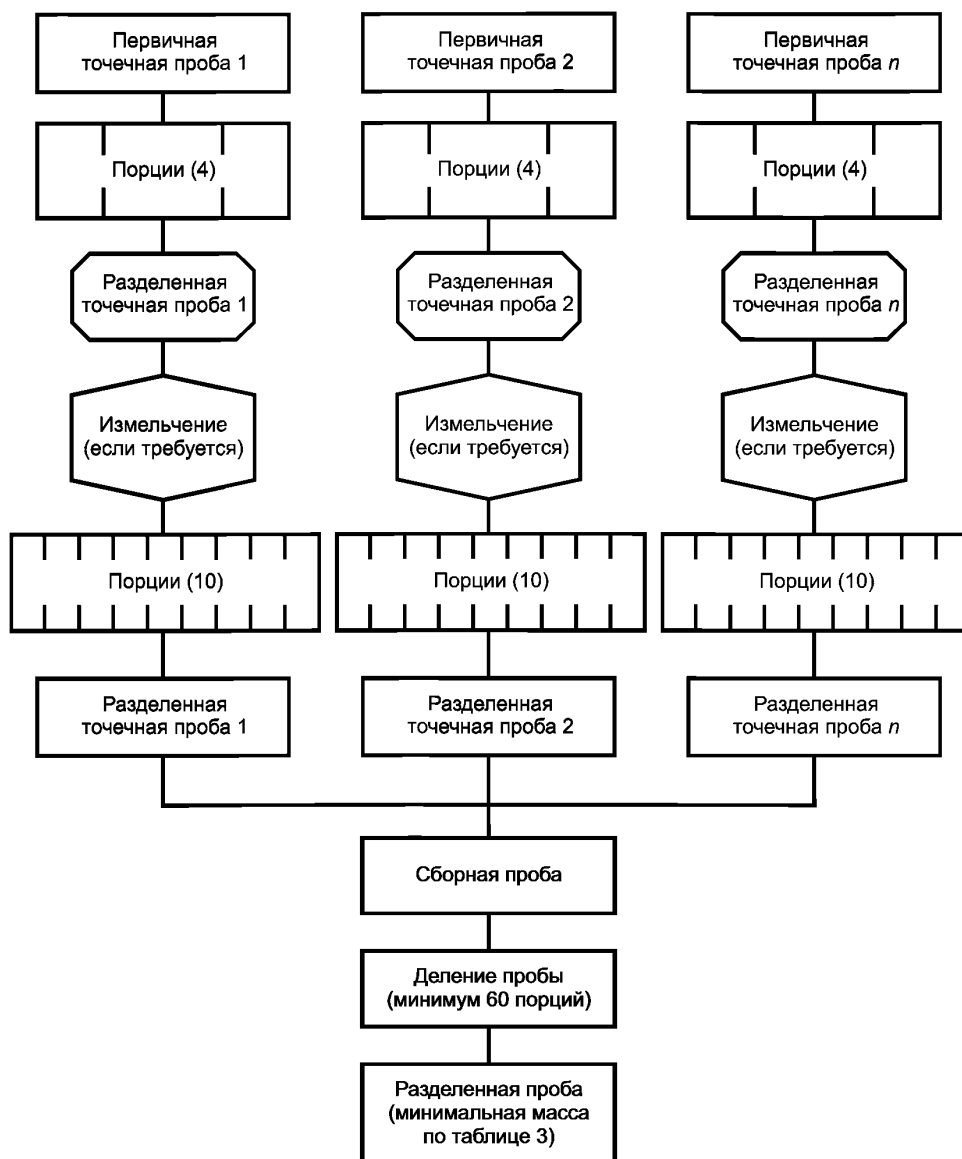 Первичная
точечная проба 1
Первичная
точечная проба 2
Первичная
точечная проба n
Порции (4)
Порции (4)
Порции (4)
Разделенная
точечная проба 1
Разделенная
точечная проба 2
Разделенная
точечная проба n
Измельчение
(если требуется)
Измельчение
(если требуется)
Измельчение
(если требуется)
Порции (10)
Порции (10)
Порции (10)
Разделенная
точечная проба 1
Разделенная
точечная проба 2
Разделенная
точечная проба n
Сборная проба
Деление пробы
(минимум 60 порций)
Разделенная проба
(минимальная масса
по таблице 3)